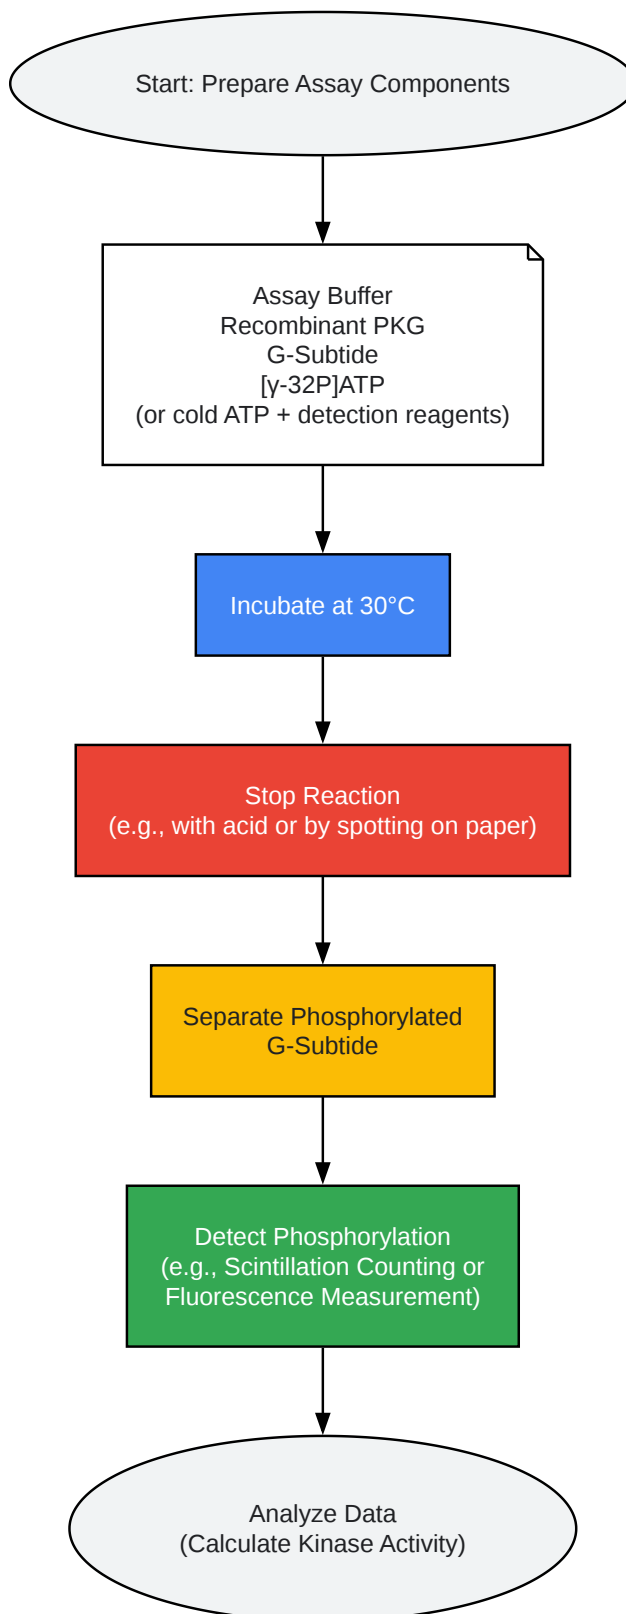 Start: Prepare Assay Components
Assay Buffer
Recombinant PKG
G-Subtide
[γ-32P]ATP
(or cold ATP + detection reagents)
Incubate at 30°C
Stop Reaction
(e.g., with acid or by spotting on paper)
Separate Phosphorylated
G-Subtide
Detect Phosphorylation
(e.g., Scintillation Counting or
Fluorescence Measurement)
Analyze Data
(Calculate Kinase Activity)